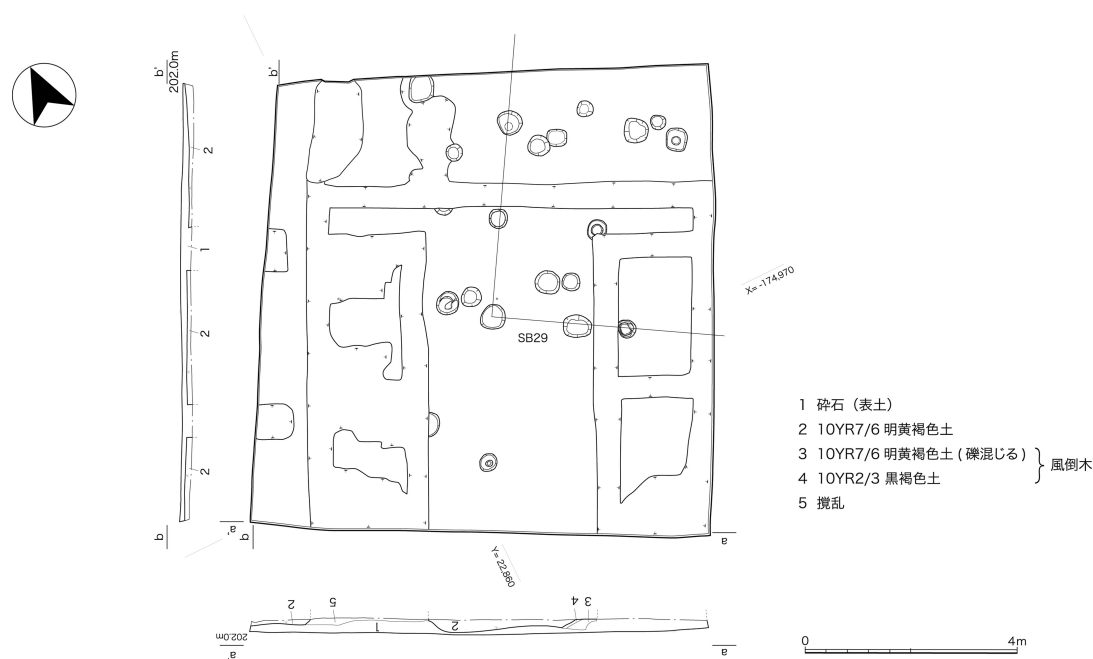 b'
202.0m
b'
2
1
2
2
b
b
a'
a
SB29
X= -174,970
Y= 22,860
1 砕石（表土）
2 10YR7/6 明黄褐色土
3 10YR7/6 明黄褐色土 ( 礫混じる )
4 10YR2/3 黒褐色土
風倒木
5 撹乱
2
5
1
2
4
3
202.0m
a'
a
0
4m